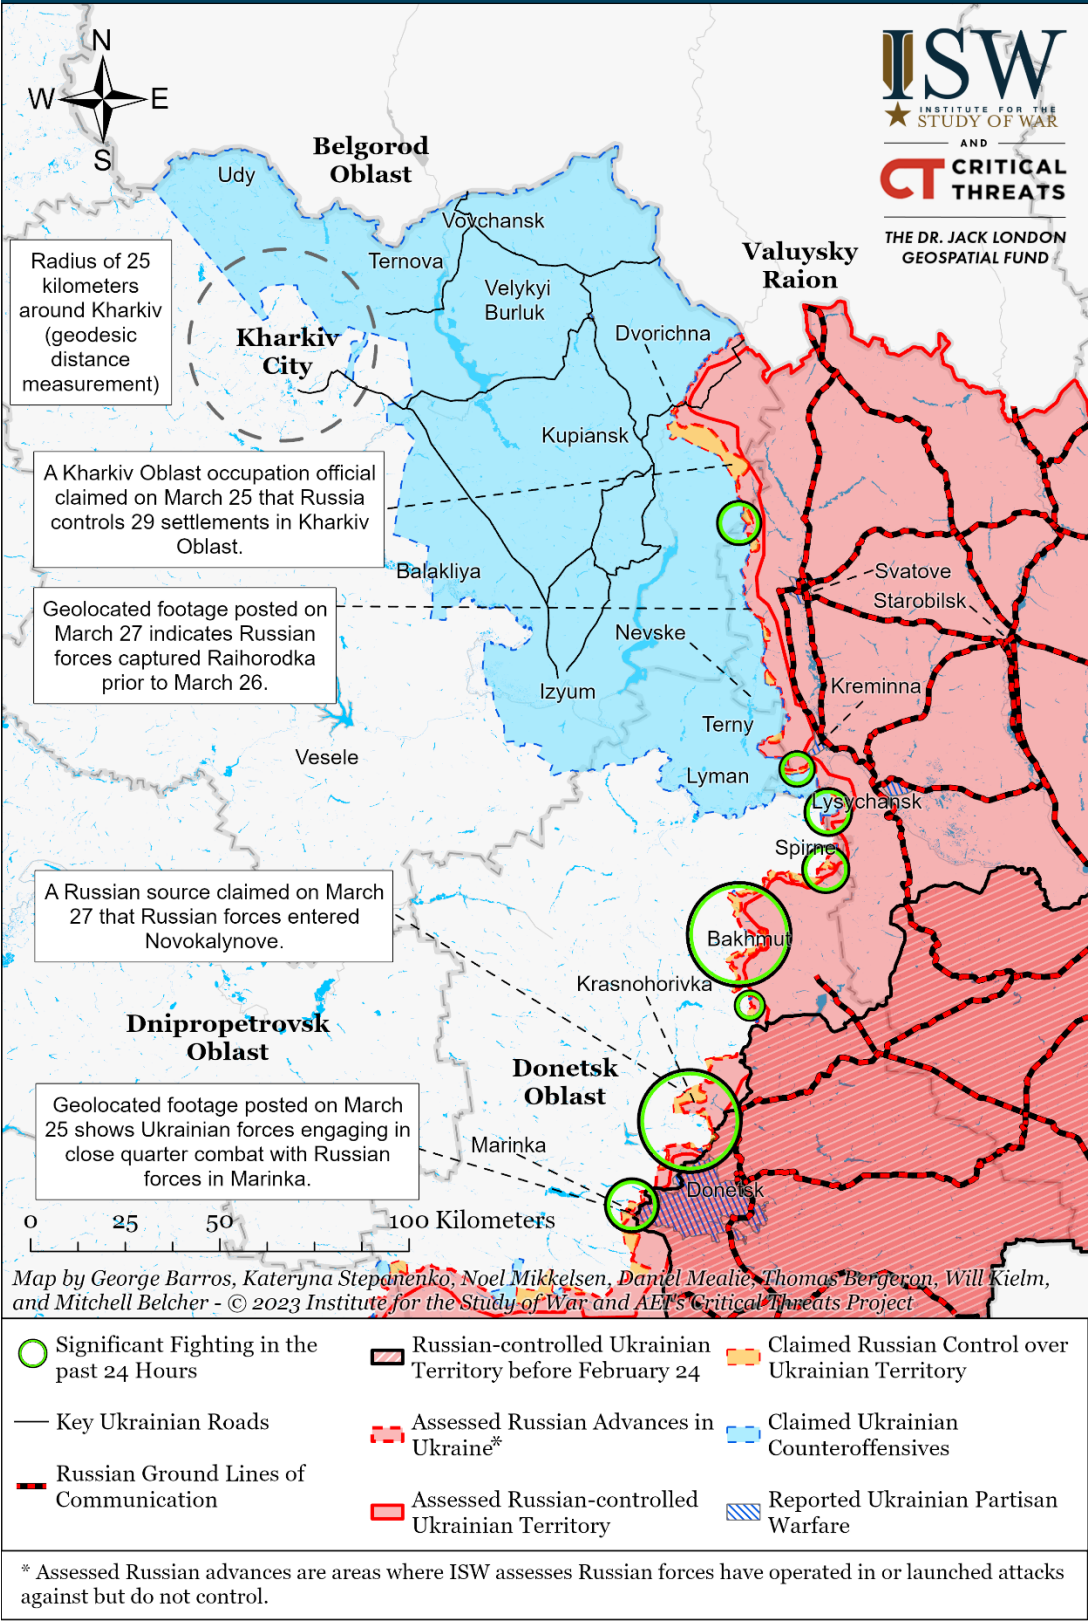 N
W E
S
ISW
INSTITUTE FOR THE
STUDY OF WAR
AND
CT CRITICAL
THREATS
THE DR. JACK LONDON
GEOSPATIAL FUND
Belgorod
Oblast
Udy
Vovchansk
Ternova
Valuysky
Raion
Radius of 25
kilometers
around Kharkiv
(geodesic
distance
measurement)
Velykyi
Burluk
Dvorichna
Kharkiv
City
Kupiansk
A Kharkiv Oblast occupation official
claimed on March 25 that Russia
controls 29 settlements in Kharkiv
Oblast.
Balakliya
Svatove
Starobilsk
Geolocated footage posted on
March 27 indicates Russian
forces captured Raihorodka
prior to March 26.
Nevske
Izyum
Kreminna
Terny
Vesele
Lyman
Lysychansk
Spirne
A Russian source claimed on March
27 that Russian forces entered
Novokalynove.
Bakhmut
Krasnohorivka
Dnipropetrovsk
Oblast
Donetsk
Oblast
Geolocated footage posted on March
25 shows Ukrainian forces engaging in
close quarter combat with Russian
forces in Marinka.
Marinka
Donetsk
0 25 50 100 Kilometers
Map by George Barros, Kateryna Stepanenko, Noel Mikkelsen, Daniel Mealie, Thomas Bergeron, Will Kielm,
and Mitchell Belcher - © 2023 Institute for the Study of War and AEI's Critical Threats Project
Significant Fighting in the
past 24 Hours
Key Ukrainian Roads
Russian Ground Lines of
Communication
Russian-controlled Ukrainian
Territory before February 24
Assessed Russian Advances in
Ukraine*
Assessed Russian-controlled
Ukrainian Territory
Claimed Russian Control over
Ukrainian Territory
Claimed Ukrainian
Counteroffensives
Reported Ukrainian Partisan
Warfare
* Assessed Russian advances are areas where ISW assesses Russian forces have operated in or launched attacks
against but do not control.